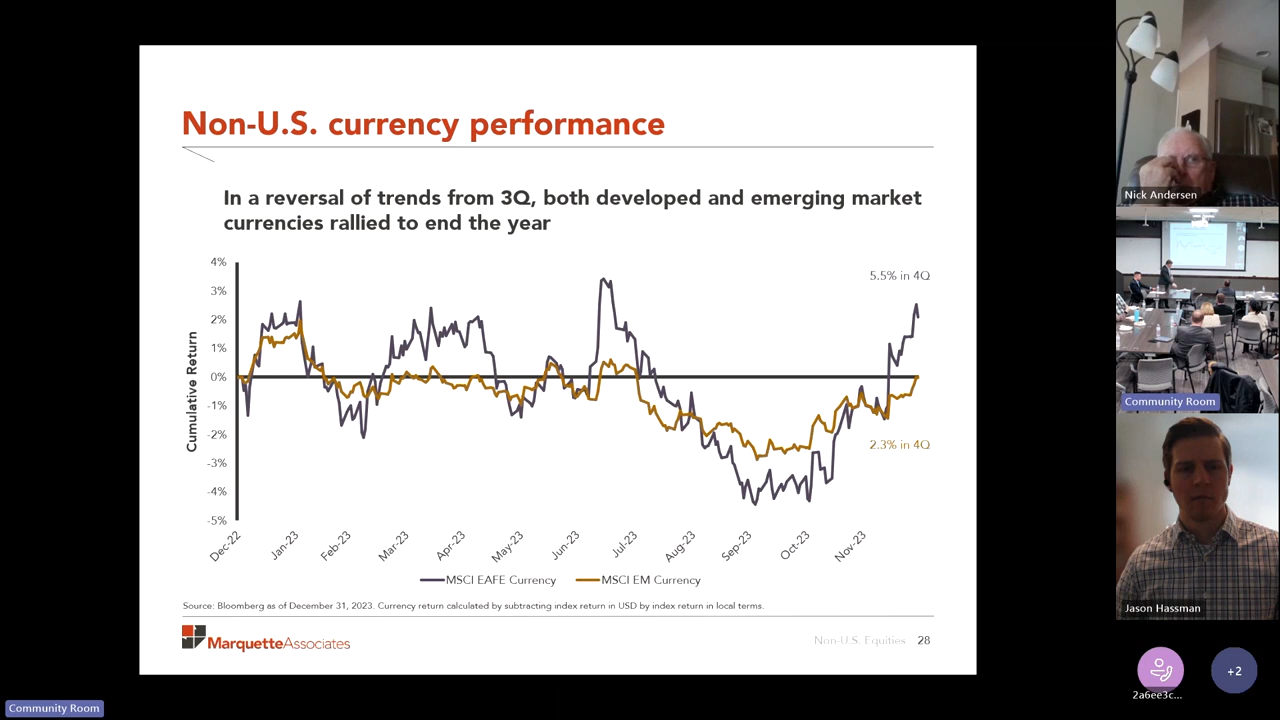 Non-U.S. currency performance
In a reversal of trends from 3Q, both developed and emerging market
currencies rallied to end the year
4%
3%
2%
1%
0%
-1%
-2%
-3%
-4%
-5%
Cumulative Return
5.5% in 4Q
2.3% in 4Q
Dec-22
Jan-23
Feb-23
Mar-23
Apr-23
May-23
Jun-23
Jul-23
Aug-23
Sep-23
Oct-23
Nov-23
MSCI EAFE Currency
MSCI EM Currency
Source: Bloomberg as of December 31, 2023. Currency return calculated by subtracting index return in USD by index return in local terms.
MarquetteAssociates
Non-U.S. Equities 28
Community Room
Nick Andersen
Community Room
Jason Hassman
2a6ee3c...
+2